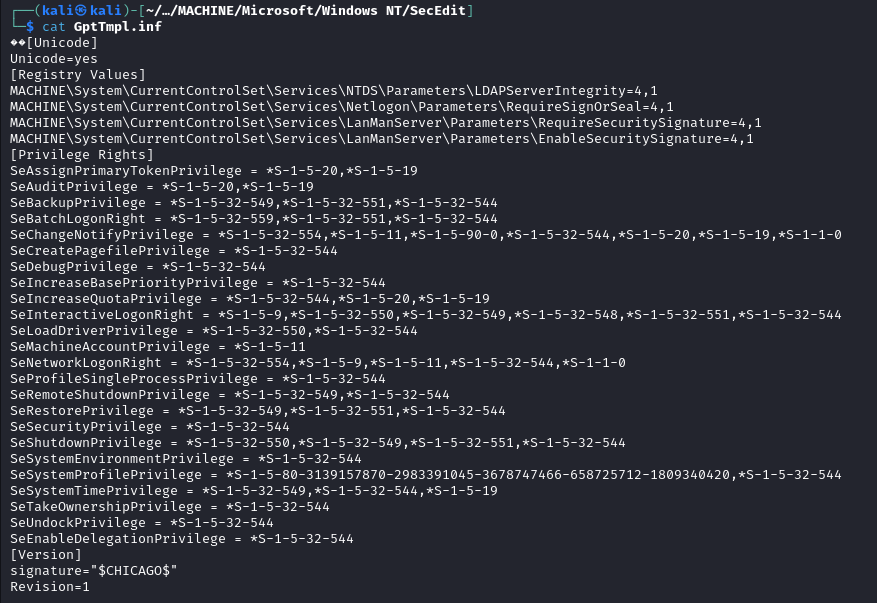 ┌──(kali㉿kali)-[~/…/MACHINE/Microsoft/Windows NT/SecEdit]
└─$ cat GptTmpl.inf
��[Unicode]
Unicode=yes
[Registry Values]
MACHINE\System\CurrentControlSet\Services\NTDS\Parameters\LDAPServerIntegrity=4,1
MACHINE\System\CurrentControlSet\Services\Netlogon\Parameters\RequireSignOrSeal=4,1
MACHINE\System\CurrentControlSet\Services\LanManServer\Parameters\RequireSecuritySignature=4,1
MACHINE\System\CurrentControlSet\Services\LanManServer\Parameters\EnableSecuritySignature=4,1
[Privilege Rights]
SeAssignPrimaryTokenPrivilege = *S-1-5-20,*S-1-5-19
SeAuditPrivilege = *S-1-5-20,*S-1-5-19
SeBackupPrivilege = *S-1-5-32-549,*S-1-5-32-551,*S-1-5-32-544
SeBatchLogonRight = *S-1-5-32-559,*S-1-5-32-551,*S-1-5-32-544
SeChangeNotifyPrivilege = *S-1-5-32-554,*S-1-5-11,*S-1-5-90-0,*S-1-5-32-544,*S-1-5-20,*S-1-5-19,*S-1-1-0
SeCreatePagefilePrivilege = *S-1-5-32-544
SeDebugPrivilege = *S-1-5-32-544
SeIncreaseBasePriorityPrivilege = *S-1-5-32-544
SeIncreaseQuotaPrivilege = *S-1-5-32-544,*S-1-5-20,*S-1-5-19
SeInteractiveLogonRight = *S-1-5-9,*S-1-5-32-550,*S-1-5-32-549,*S-1-5-32-548,*S-1-5-32-551,*S-1-5-32-544
SeLoadDriverPrivilege = *S-1-5-32-550,*S-1-5-32-544
SeMachineAccountPrivilege = *S-1-5-11
SeNetworkLogonRight = *S-1-5-32-554,*S-1-5-9,*S-1-5-11,*S-1-5-32-544,*S-1-1-0
SeProfileSingleProcessPrivilege = *S-1-5-32-544
SeRemoteShutdownPrivilege = *S-1-5-32-549,*S-1-5-32-544
SeRestorePrivilege = *S-1-5-32-549,*S-1-5-32-551,*S-1-5-32-544
SeSecurityPrivilege = *S-1-5-32-544
SeShutdownPrivilege = *S-1-5-32-550,*S-1-5-32-549,*S-1-5-32-551,*S-1-5-32-544
SeSystemEnvironmentPrivilege = *S-1-5-32-544
SeSystemProfilePrivilege = *S-1-5-80-3139157870-2983391045-3678747466-658725712-1809340420,*S-1-5-32-544
SeSystemTimePrivilege = *S-1-5-32-549,*S-1-5-32-544,*S-1-5-19
SeTakeOwnershipPrivilege = *S-1-5-32-544
SeUndockPrivilege = *S-1-5-32-544
SeEnableDelegationPrivilege = *S-1-5-32-544
[Version]
signature="$CHICAGO$"
Revision=1